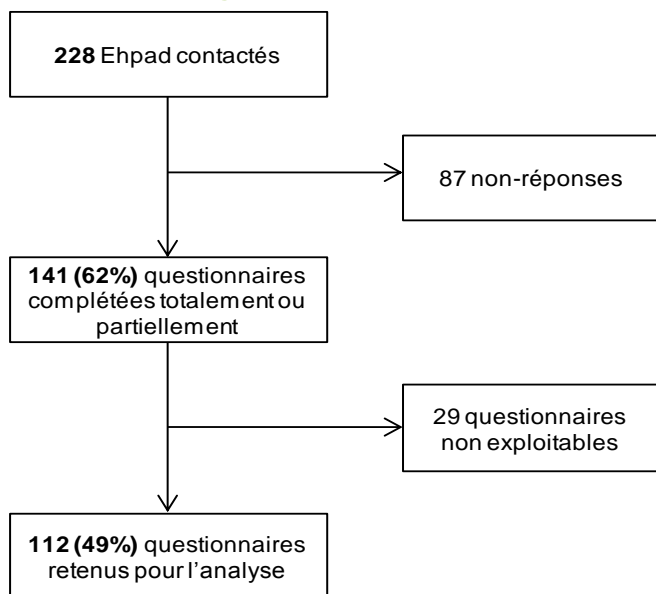 228 Ehpad contactés
87 non-réponses
141 (62%) questionnaires
complétées totalement ou
partiellement
29 questionnaires
non exploitables
112 (49%) questionnaires
retenus pour l'analyse